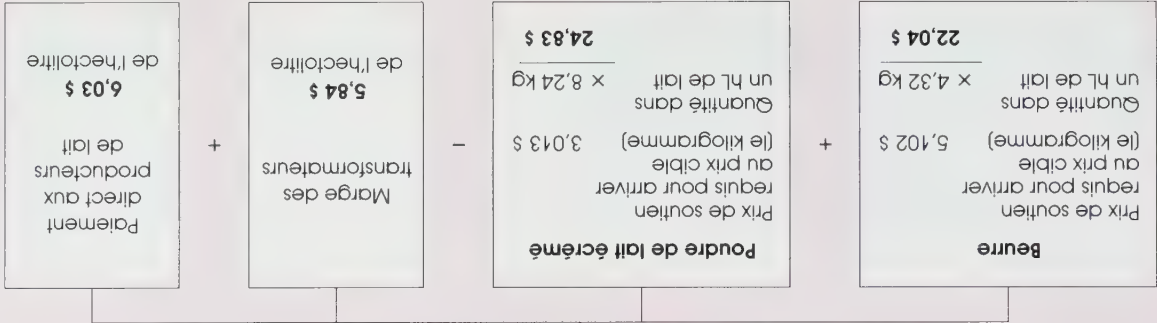 Beurre
Prix de soutien
requis pour arriver
au prix cible
(le kilogramme) 5,102 $
Quantité dans
un hL de lait × 4,32 kg
22,04 $
+
Poudre de lait écrémé
Prix de soutien
requis pour arriver
au prix cible
(le kilogramme) 3,013 $
Quantité dans
un hL de lait × 8,24 kg
24,83 $
–
Marge des
transformateurs
5,84 $
de l'hectolitre
+
Paiement
direct aux
producteurs
de lait
6,03 $
de l'hectolitre